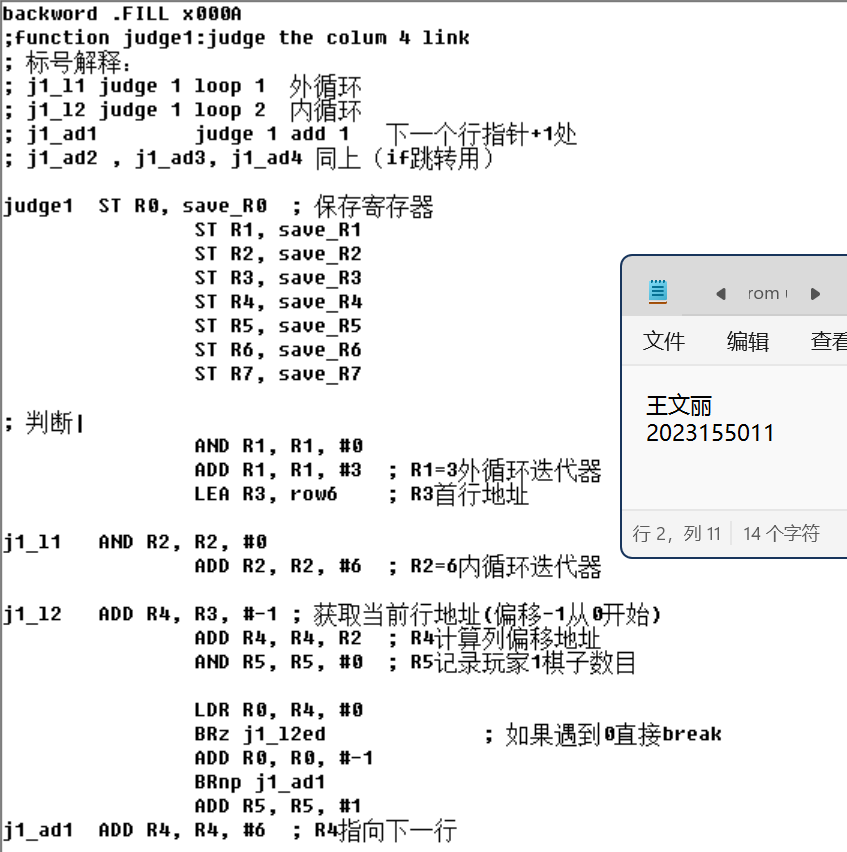 backword .FILL x000A
;function judge1:judge the colum 4 link
; 标号解释:
; j1_l1 judge 1 loop 1 外循环
; j1_l2 judge 1 loop 2 内循环
; j1_ad1 judge 1 add 1 下一个行指针+1处
; j1_ad2 , j1_ad3, j1_ad4 同上（if跳转用）
judge1 ST R0, save_R0 ; 保存寄存器
ST R1, save_R1
ST R2, save_R2
ST R3, save_R3
ST R4, save_R4
ST R5, save_R5
ST R6, save_R6
ST R7, save_R7
; 判断
AND R1, R1, #0
ADD R1, R1, #3 ; R1=3外循环迭代器
LEA R3, row6 ; R3首行地址
j1_l1 AND R2, R2, #0
ADD R2, R2, #6 ; R2=6内循环迭代器
j1_l2 ADD R4, R3, #-1 ; 获取当前行地址(偏移-1从0开始)
ADD R4, R4, R2 ; R4计算列偏移地址
AND R5, R5, #0 ; R5记录玩家1棋子数目
LDR R0, R4, #0
BRz j1_l2ed ; 如果遇到0直接break
ADD R0, R0, #-1
BRnp j1_ad1
ADD R5, R5, #1
j1_ad1 ADD R4, R4, #6 ; R4指向下一行
rom
文件 编辑 查看
王文丽
2023155011
行 2，列 11 14 个字符